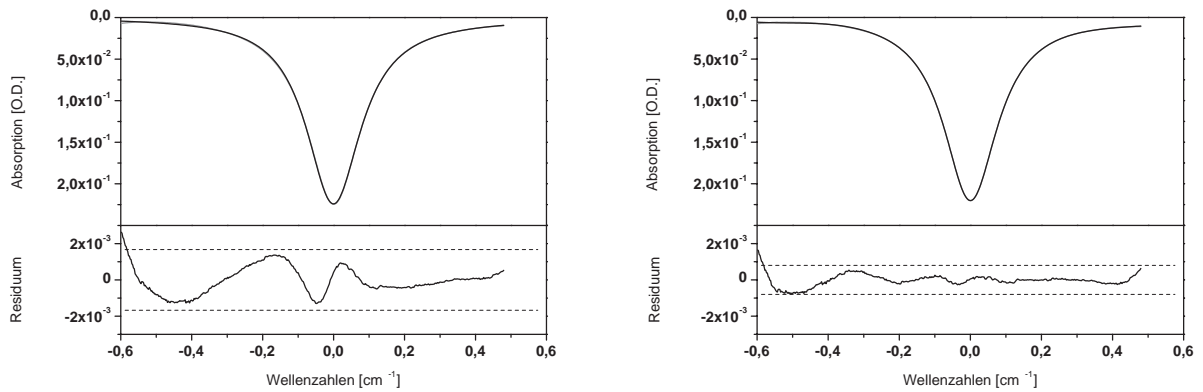 0,0
5,0x10⁻²
1,0x10⁻¹
1,5x10⁻¹
2,0x10⁻¹
Absorption [O.D.]
2x10⁻³
0
-2x10⁻³
Residuum
-0,6 -0,4 -0,2 0,0 0,2 0,4 0,6
Wellenzahlen [cm ⁻¹]
0,0
5,0x10⁻²
1,0x10⁻¹
1,5x10⁻¹
2,0x10⁻¹
Absorption [O.D.]
2x10⁻³
0
-2x10⁻³
Residuum
-0,6 -0,4 -0,2 0,0 0,2 0,4 0,6
Wellenzahlen [cm ⁻¹]